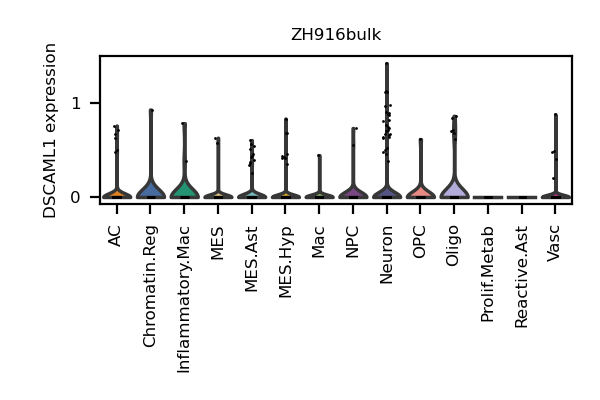 ZH916bulk
DSCAML1 expression
1
0
AC
Chromatin.Reg
Inflammatory.Mac
MES
MES.Ast
MES.Hyp
Mac
NPC
Neuron
OPC
Oligo
Prolif.Metab
Reactive.Ast
Vasc